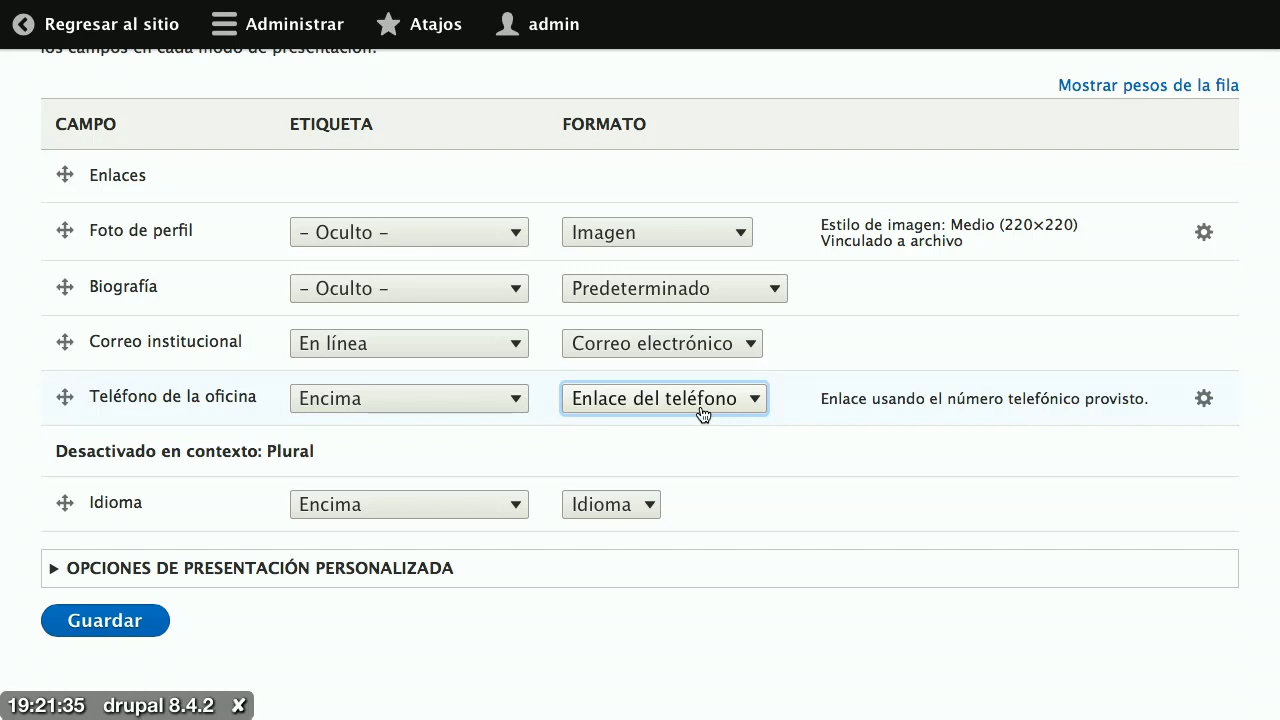 Regresar al sitio Administrar Atajos admin
los campos en cada modo de presentación.
Mostrar pesos de la fila
CAMPO ETIQUETA FORMATO
Enlaces
Foto de perfil - Oculto - Imagen Estilo de imagen: Medio (220×220)
Vinculado a archivo
Biografía - Oculto - Predeterminado
Correo institucional En línea Correo electrónico
Teléfono de la oficina Encima Enlace del teléfono Enlace usando el número telefónico provisto.
Desactivado en contexto: Plural
Idioma Encima Idioma
OPCIONES DE PRESENTACIÓN PERSONALIZADA
Guardar
19:21:35 drupal 8.4.2 ✘